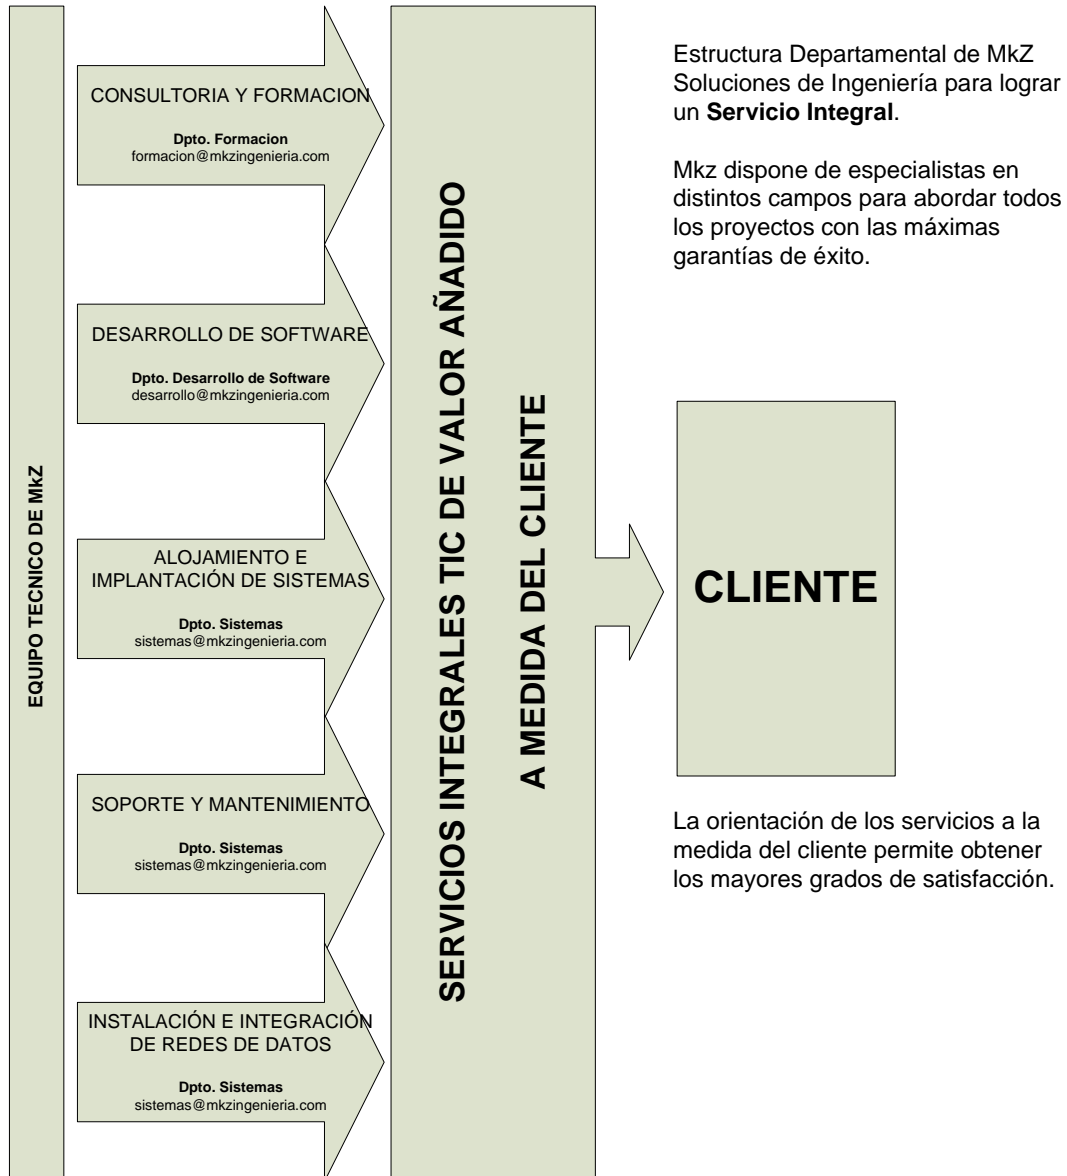 EQUIPO TECNICO DE MkZ
CONSULTORIA Y FORMACION
Dpto. Formacion
formacion@mkzingenieria.com
DESARROLLO DE SOFTWARE
Dpto. Desarrollo de Software
desarrollo@mkzingenieria.com
ALOJAMIENTO E
IMPLANTACIÓN DE SISTEMAS
Dpto. Sistemas
sistemas@mkzingenieria.com
SOPORTE Y MANTENIMIENTO
Dpto. Sistemas
sistemas@mkzingenieria.com
INSTALACIÓN E INTEGRACIÓN
DE REDES DE DATOS
Dpto. Sistemas
sistemas@mkzingenieria.com
SERVICIOS INTEGRALES TIC DE VALOR AÑADIDO
A MEDIDA DEL CLIENTE
Estructura Departamental de MkZ
Soluciones de Ingeniería para lograr
un Servicio Integral.
Mkz dispone de especialistas en
distintos campos para abordar todos
los proyectos con las máximas
garantías de éxito.
CLIENTE
La orientación de los servicios a la
medida del cliente permite obtener
los mayores grados de satisfacción.